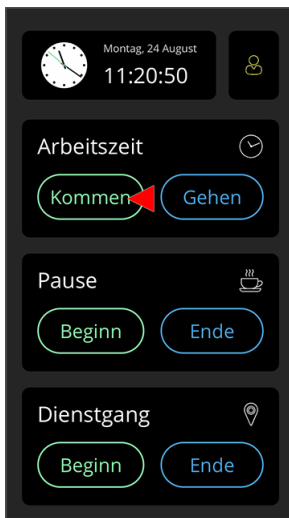 Montag, 24 August
11:20:50
Arbeitszeit
Kommen Gehen
Pause
Beginn Ende
Dienstgang
Beginn Ende